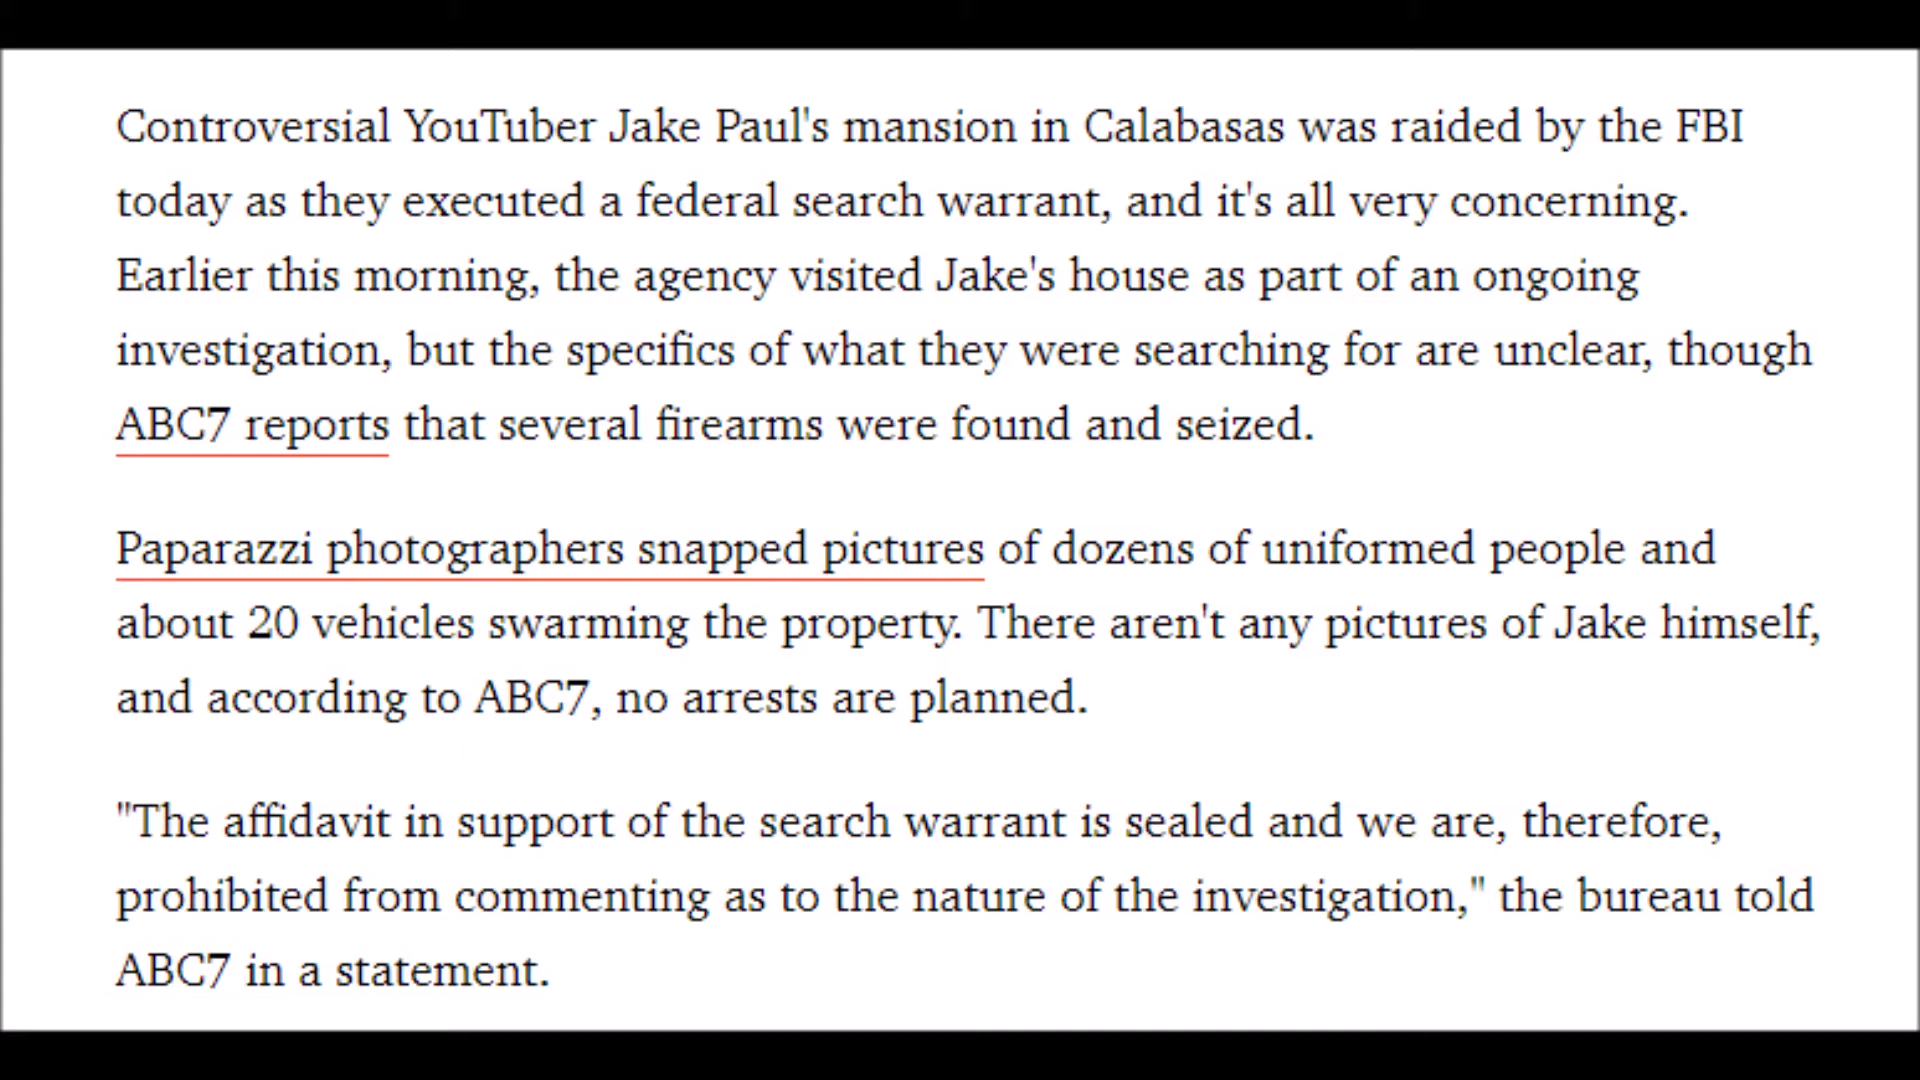 Controversial YouTuber Jake Paul's mansion in Calabasas was raided by the FBI
today as they executed a federal search warrant, and it's all very concerning.
Earlier this morning, the agency visited Jake's house as part of an ongoing
investigation, but the specifics of what they were searching for are unclear, though
ABC7 reports that several firearms were found and seized.
Paparazzi photographers snapped pictures of dozens of uniformed people and
about 20 vehicles swarming the property. There aren't any pictures of Jake himself,
and according to ABC7, no arrests are planned.
"The affidavit in support of the search warrant is sealed and we are, therefore,
prohibited from commenting as to the nature of the investigation," the bureau told
ABC7 in a statement.